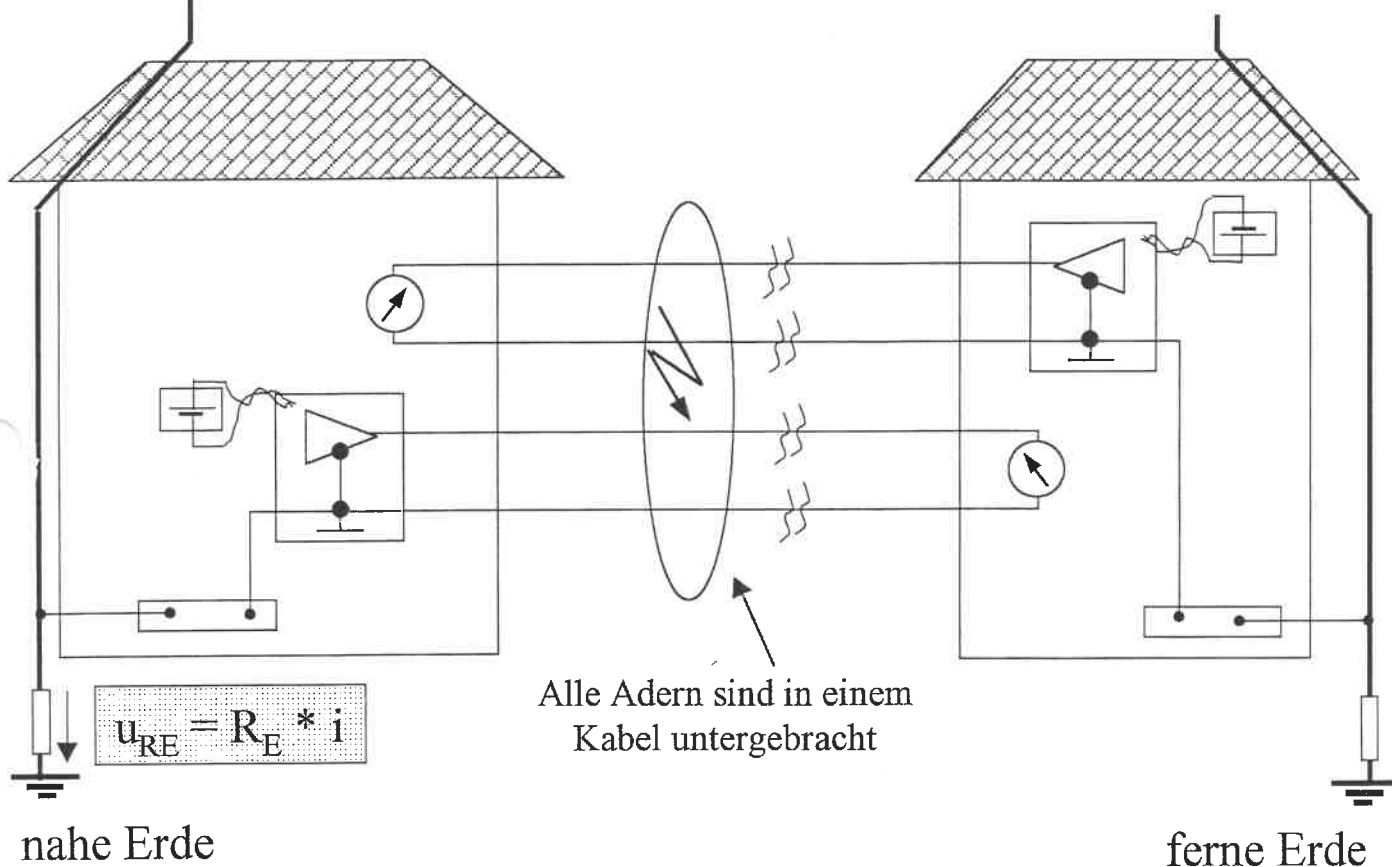 Alle Adern sind in einem
Kabel untergebracht
u_RE = R_E * i
nahe Erde
ferne Erde